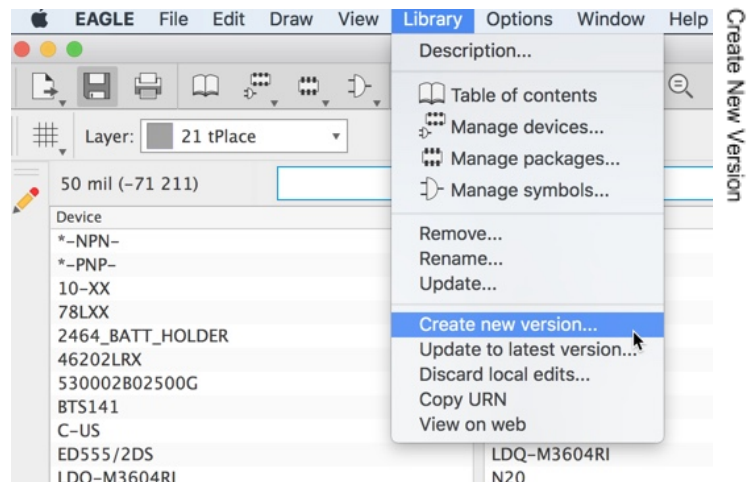 EAGLE File Edit Draw View Library Options Window Help
Description...
Table of contents
Layer: 21 tPlace
Manage devices...
Manage packages...
50 mil (-71 211)
Manage symbols...
Device
*-NPN-
*-PNP-
10-XX
78LXX
2464_BATT_HOLDER
46202LRX
530002B02500G
BTS141
C-US
ED555/2DS
LDQ-M3604RI
Remove...
Rename...
Update...
Create new version...
Update to latest version...
Discard local edits...
Copy URN
View on web
LDQ-M3604RI
N20
Create New Version